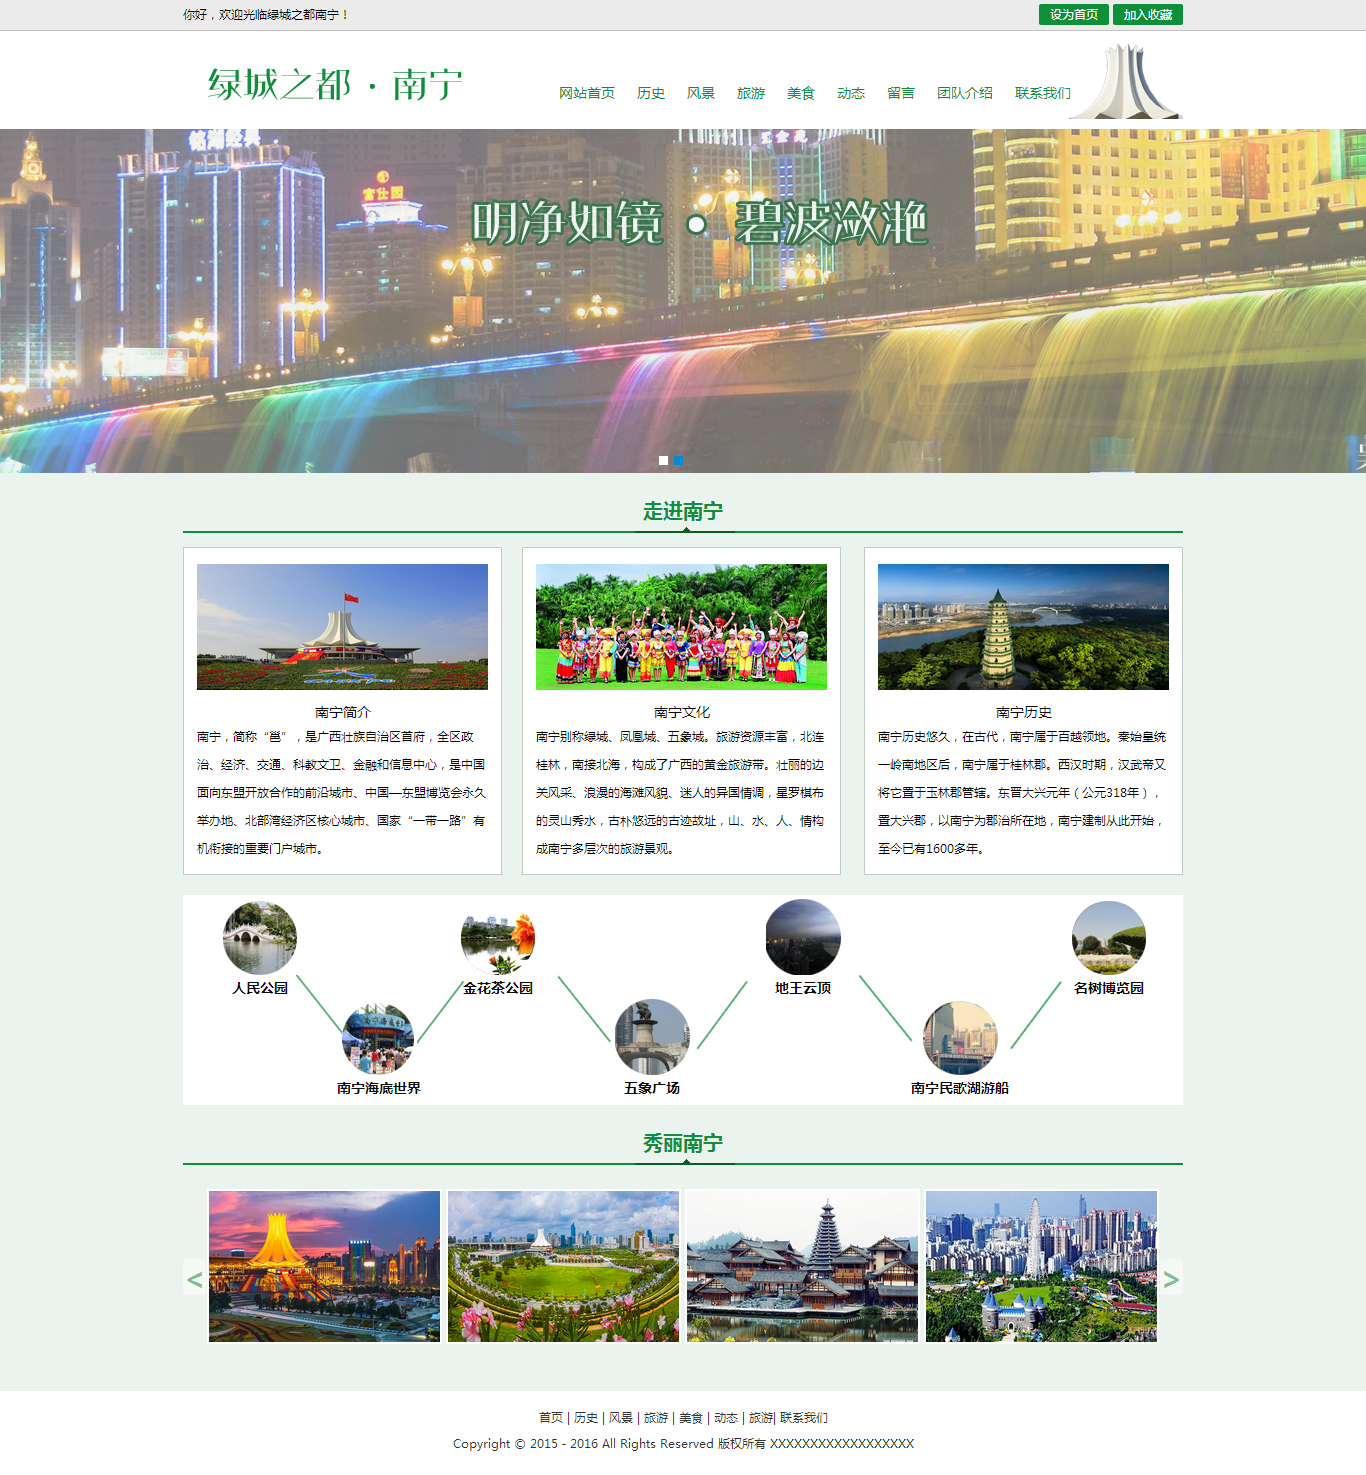 你好，欢迎光临绿城之都南宁！
设为首页 加入收藏
绿城之都 · 南宁
网站首页 历史 风景 旅游 美食 动态 留言 团队介绍 联系我们
富仕园
明净如镜 • 碧波潋滟
走进南宁
南宁简介
南宁，简称“邕”，是广西壮族自治区首府，全区政
治、经济、交通、科教文卫、金融和信息中心，是中国
面向东盟开放合作的前沿城市、中国—东盟博览会永久
举办地、北部湾经济区核心城市、国家“一带一路”有
机衔接的重要门户城市。
南宁文化
南宁别称绿城、凤凰城、五象城。旅游资源丰富，北连
桂林，南接北海，构成了广西的黄金旅游带。壮丽的边
关风采、浪漫的海滩风貌、迷人的异国情调，星罗棋布
的灵山秀水，古朴悠远的古迹故址，山、水、人、情构
成南宁多层次的旅游景观。
南宁历史
南宁历史悠久，在古代，南宁属于百越领地。秦始皇统
一岭南地区后，南宁属于桂林郡。西汉时期，汉武帝又
将它置于玉林郡管辖。东晋大兴元年（公元318年），
置大兴郡，以南宁为郡治所在地，南宁建制从此开始，
至今已有1600多年。
人民公园
金花茶公园
地王云顶
名树博览园
南宁海底世界
五象广场
南宁民歌湖游船
秀丽南宁
<
>
首页 | 历史 | 风景 | 旅游 | 美食 | 动态 | 旅游| 联系我们
Copyright © 2015 - 2016 All Rights Reserved 版权所有 XXXXXXXXXXXXXXXXXX